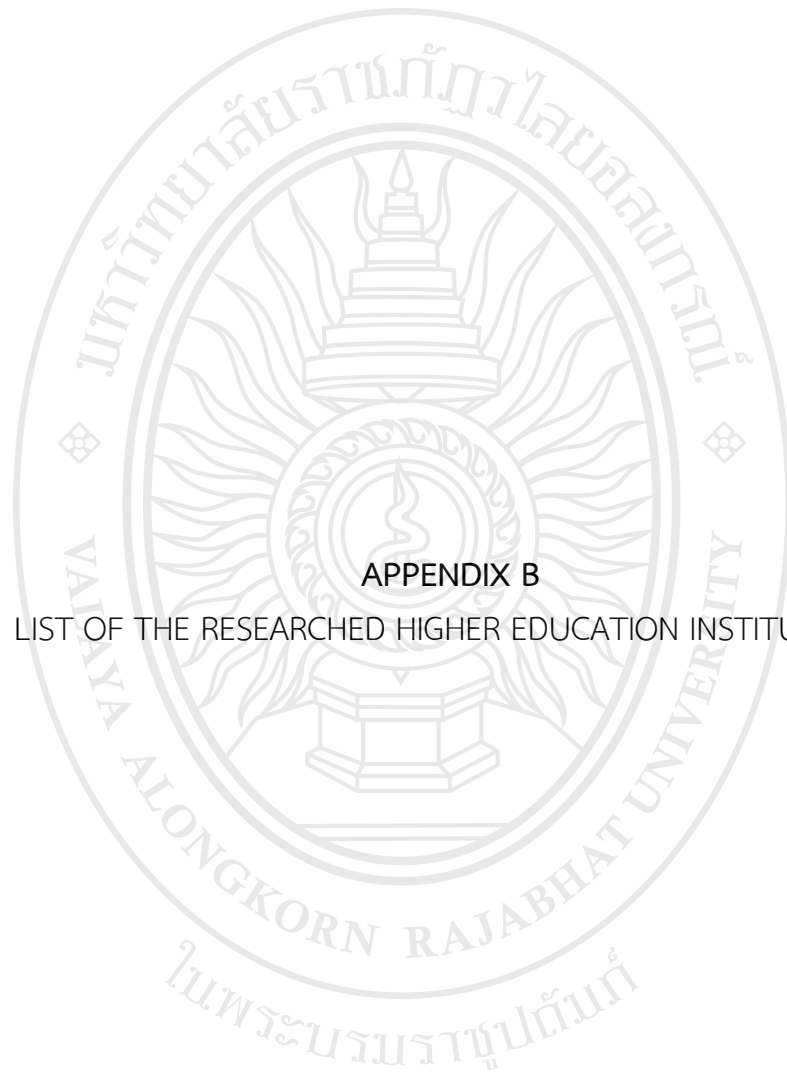 มหาวิทยาลัยราชภัฏวไลยอลงกรณ์
APPENDIX B
LIST OF THE RESEARCHED HIGHER EDUCATION INSTITU
VALAYA ALONGKORN RAJABHAT UNIVERSITY
ในพระบรมราชูปถัมภ์